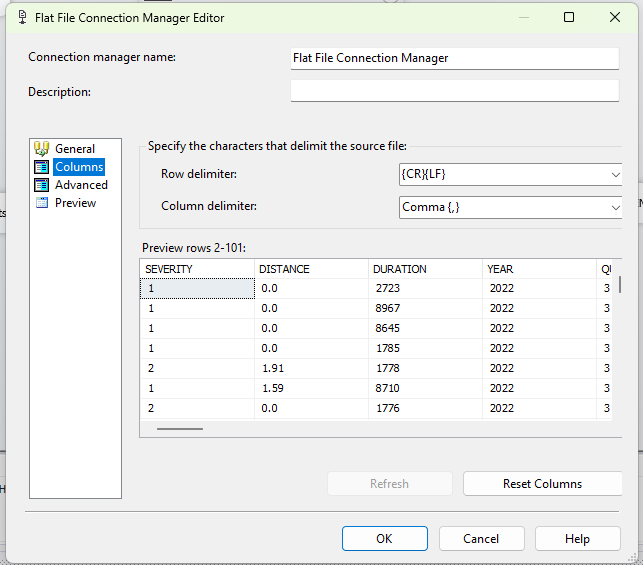 Flat File Connection Manager Editor
Connection manager name: Flat File Connection Manager
Description:
General
Columns
Advanced
Preview
Specify the characters that delimit the source file:
Row delimiter: {CR}{LF}
Column delimiter: Comma {,}
Preview rows 2-101:
SEVERITY DISTANCE DURATION YEAR
1 0.0 2723 2022 3
1 0.0 8967 2022 3
1 0.0 8645 2022 3
1 0.0 1785 2022 3
2 1.91 1778 2022 3
1 1.59 8710 2022 3
2 0.0 1776 2022 3
Refresh Reset Columns
OK Cancel Help